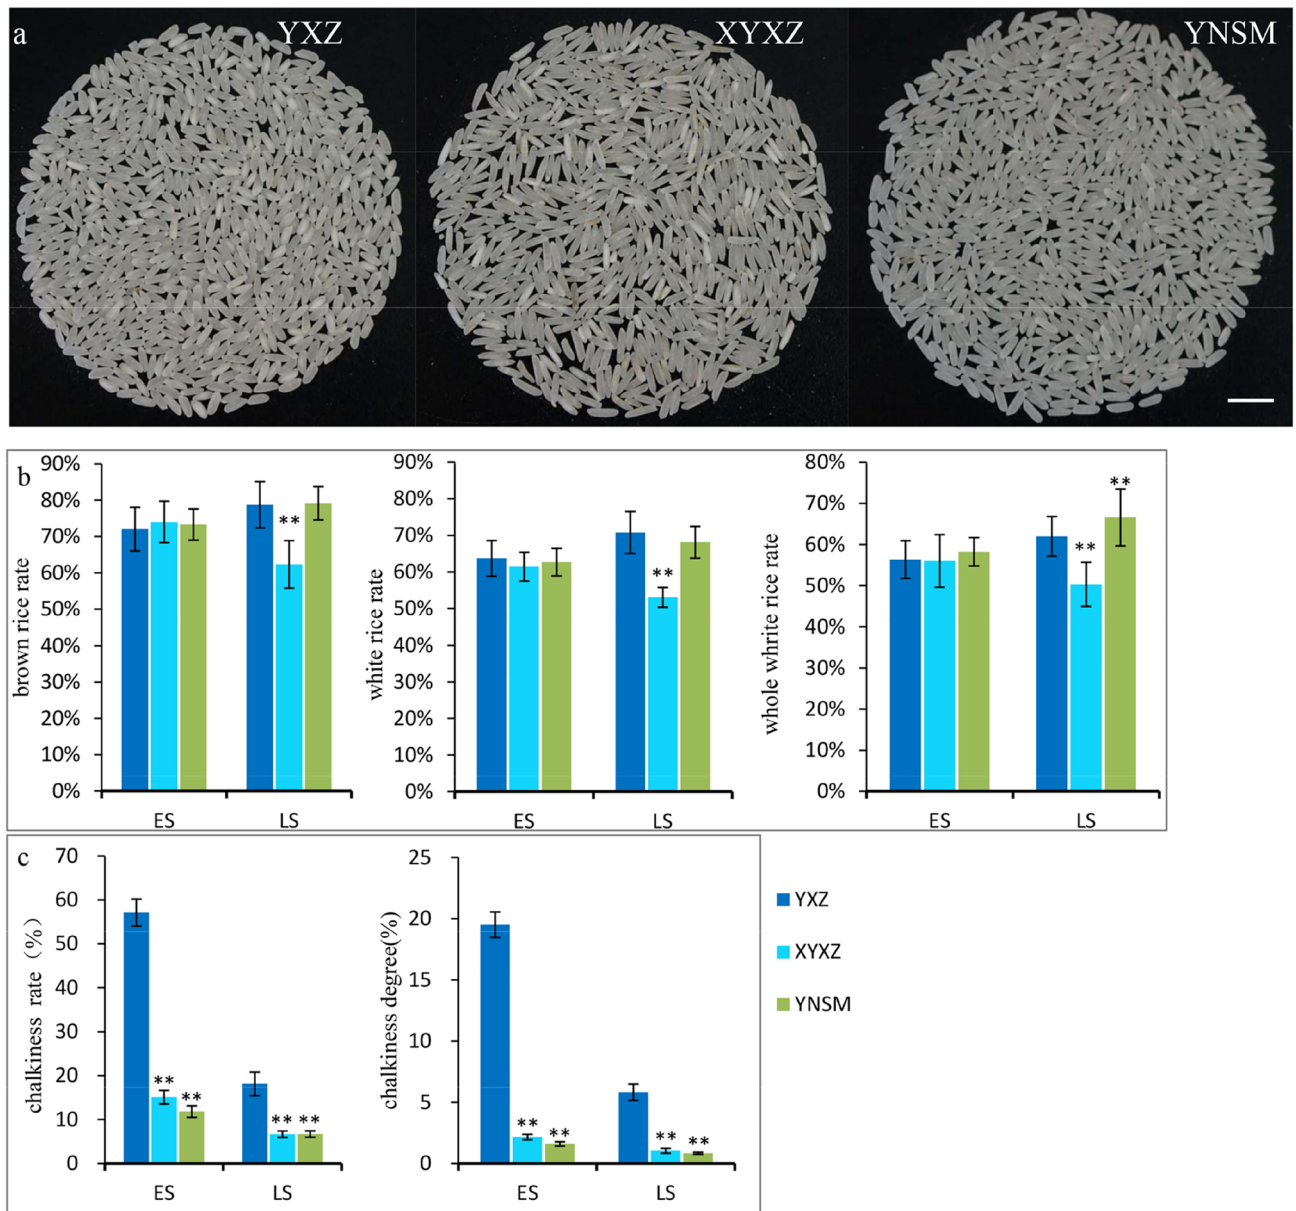 a
YXZ
XYXZ
YNSM
b
brown rice rate
90%
80%
70%
60%
50%
40%
30%
20%
10%
0%
**
ES
LS
white rice rate
90%
80%
70%
60%
50%
40%
30%
20%
10%
0%
**
ES
LS
whole whrite rice rate
80%
70%
60%
50%
40%
30%
20%
10%
0%
**
**
ES
LS
c
chalkiness rate（%）
70
60
50
40
30
20
10
0
**
**
**
**
ES
LS
chalkiness degree(%)
25
20
15
10
5
0
**
**
**
**
ES
LS
YXZ
XYXZ
YNSM